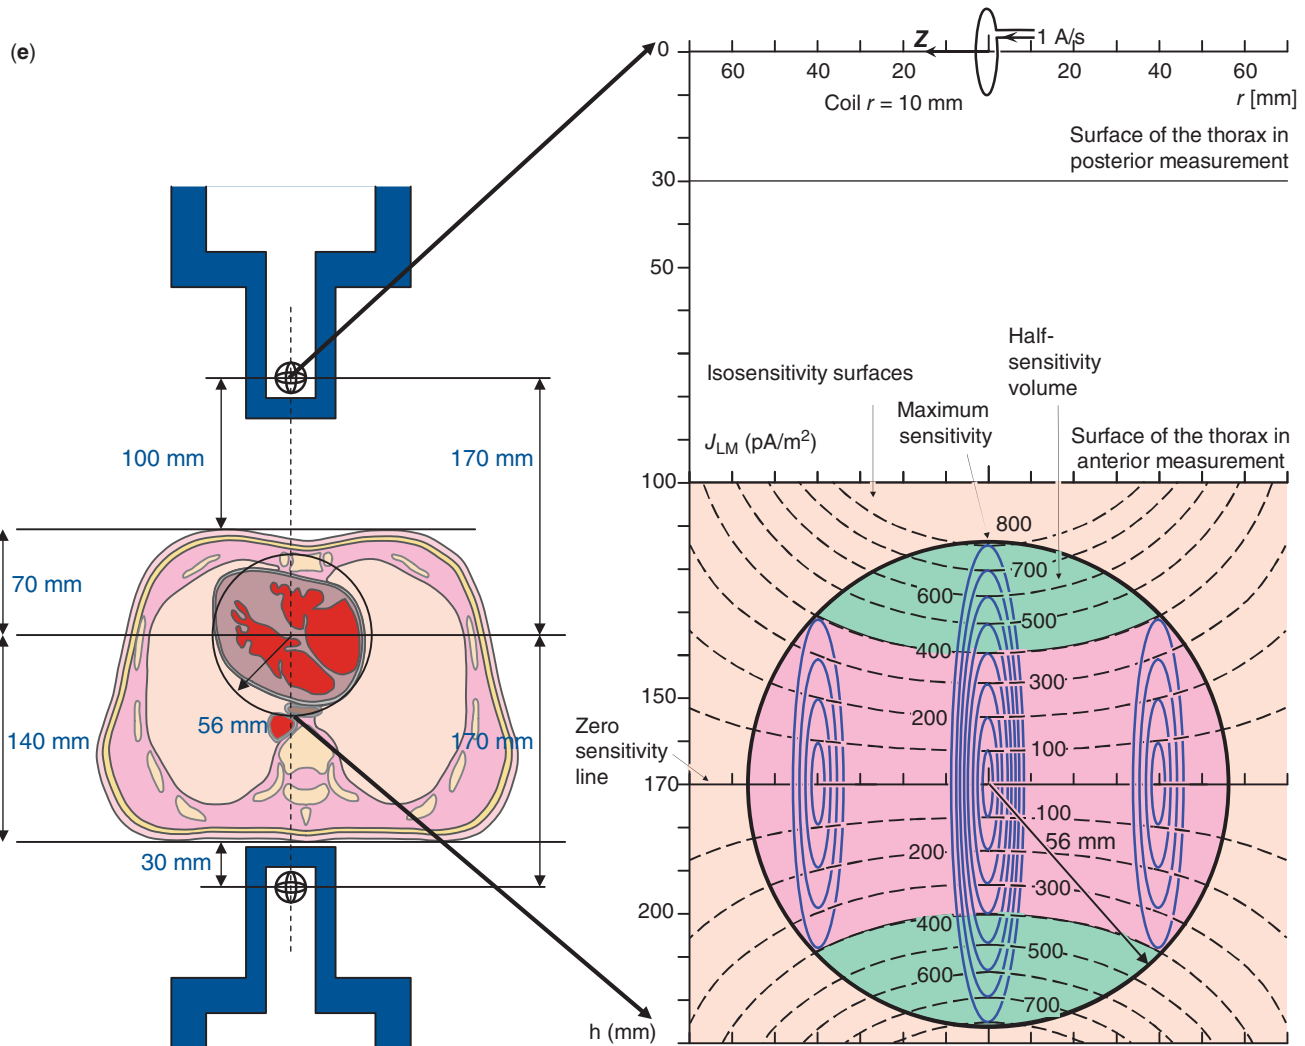 (e)
100 mm
170 mm
70 mm
140 mm
56 mm
170 mm
30 mm
0
Z
1 A/s
60
40
20
20
40
60
Coil r = 10 mm
r [mm]
Surface of the thorax in
posterior measurement
30
50
Half-
sensitivity
volume
Isosensitivity surfaces
Maximum
sensitivity
J_LM (pA/m²)
Surface of the thorax in
anterior measurement
100
800
700
600
500
400
300
150
200
100
Zero
sensitivity
line
170
100
56 mm
200
300
200
400
500
600
700
h (mm)